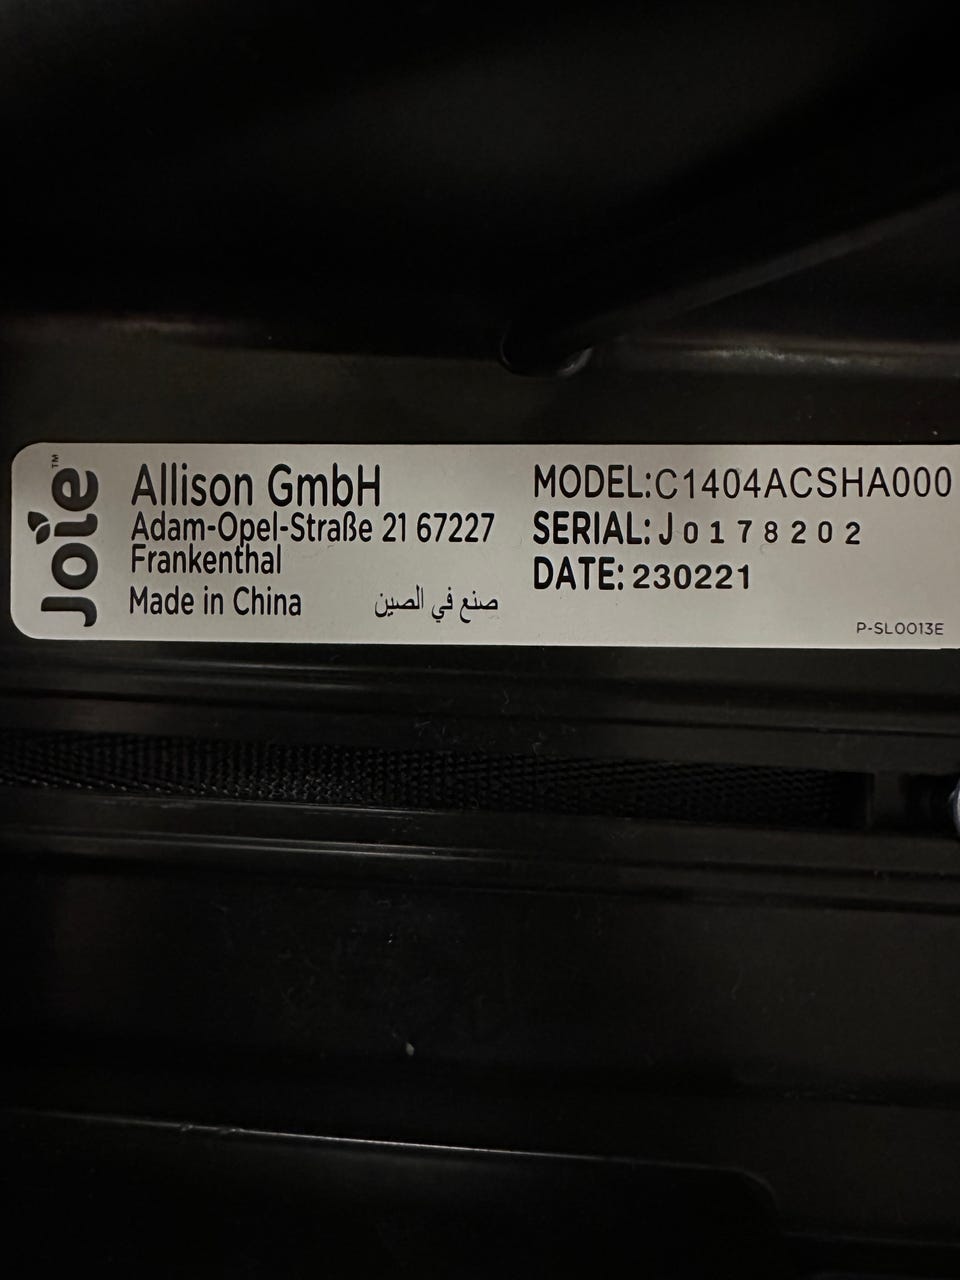 Joie™
Allison GmbH
Adam-Opel-Straße 21 67227
Frankenthal
Made in China صنع في الصين
MODEL:C1404ACSHA000
SERIAL: J0178202
DATE: 230221
P-SL0013E